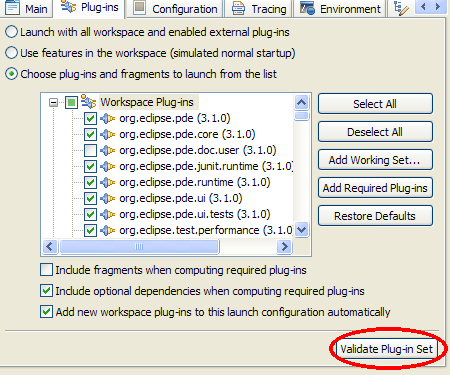 Main Plug-ins Configuration Tracing Environment
Launch with all workspace and enabled external plug-ins
Use features in the workspace (simulated normal startup)
Choose plug-ins and fragments to launch from the list
Workspace Plug-ins
org.eclipse.pde (3.1.0)
org.eclipse.pde.core (3.1.0)
org.eclipse.pde.doc.user (3.1.0)
org.eclipse.pde.junit.runtime (3.1.0)
org.eclipse.pde.runtime (3.1.0)
org.eclipse.pde.ui (3.1.0)
org.eclipse.pde.ui.tests (3.1.0)
org.eclipse.test.performance (3.1.0
Select All
Deselect All
Add Working Set...
Add Required Plug-ins
Restore Defaults
Include fragments when computing required plug-ins
Include optional dependencies when computing required plug-ins
Add new workspace plug-ins to this launch configuration automatically
Validate Plug-in Set